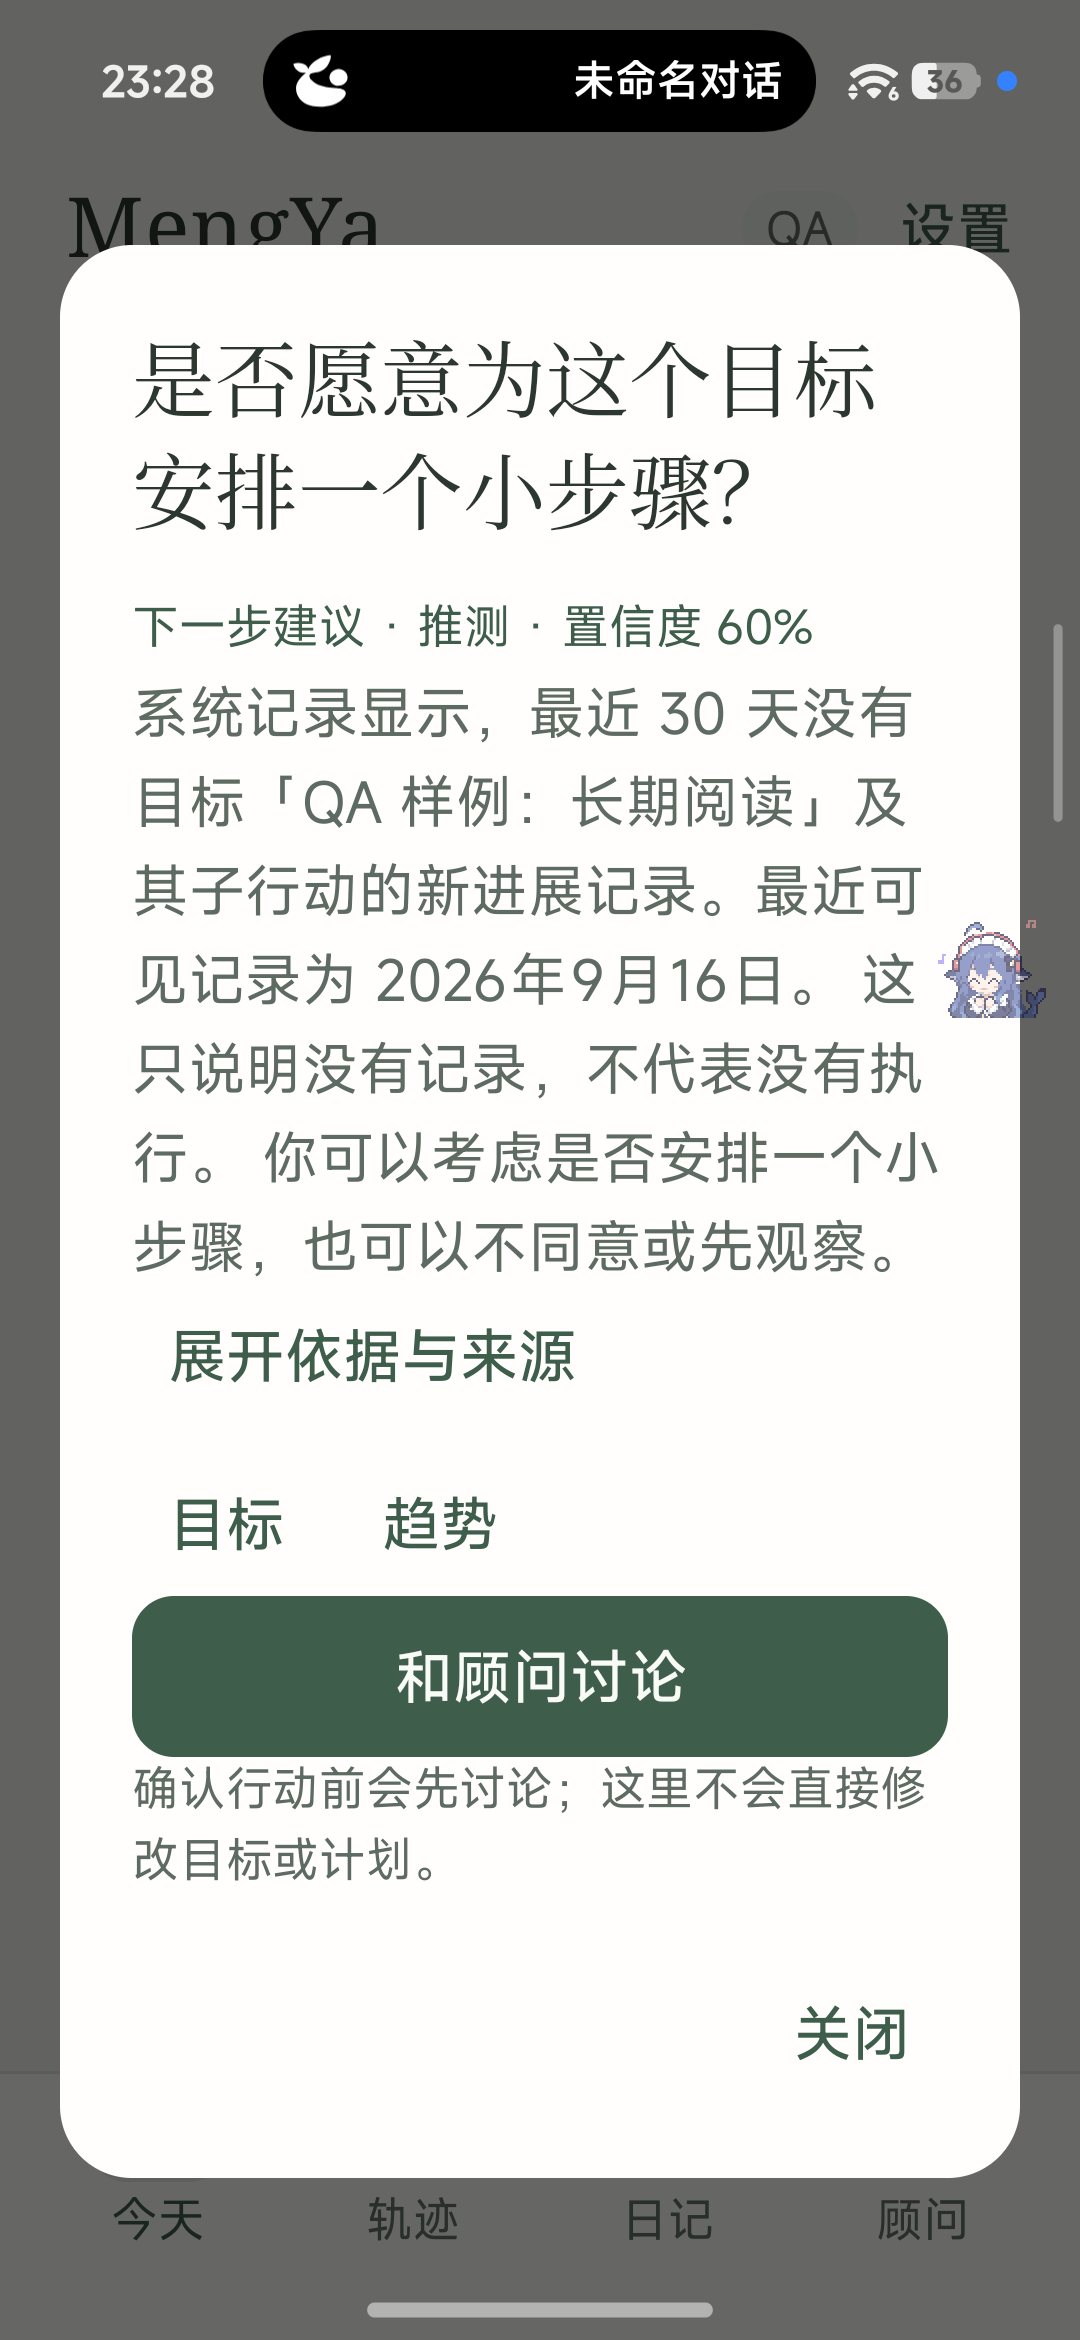 23:28
未命名对话
6
36
MengYa
QA
设置
是否愿意为这个目标
安排一个小步骤？
下一步建议 · 推测 · 置信度 60%
系统记录显示，最近 30 天没有
目标「QA 样例：长期阅读」及
其子行动的新进展记录。最近可
见记录为 2026年9月16日。 这
只说明没有记录，不代表没有执
行。 你可以考虑是否安排一个小
步骤，也可以不同意或先观察。
展开依据与来源
目标
趋势
和顾问讨论
确认行动前会先讨论；这里不会直接修
改目标或计划。
关闭
今天
轨迹
日记
顾问